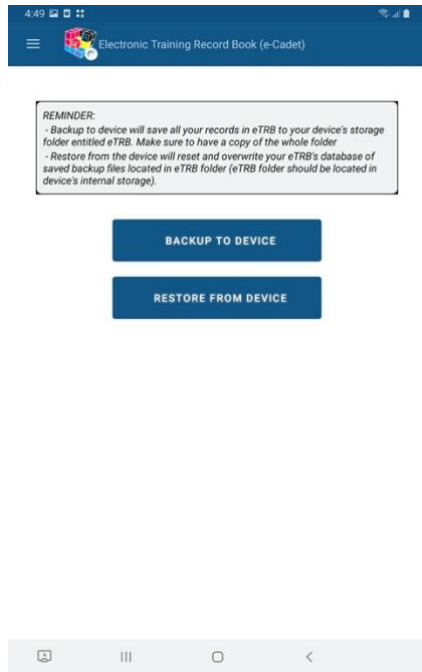 4:49
Electronic Training Record Book (e-Cadet)
REMINDER:
- Backup to device will save all your records in eTRB to your device's storage
folder entitled eTRB. Make sure to have a copy of the whole folder
- Restore from the device will reset and overwrite your eTRB's database of
saved backup files located in eTRB folder (eTRB folder should be located in
device's internal storage).
BACKUP TO DEVICE
RESTORE FROM DEVICE